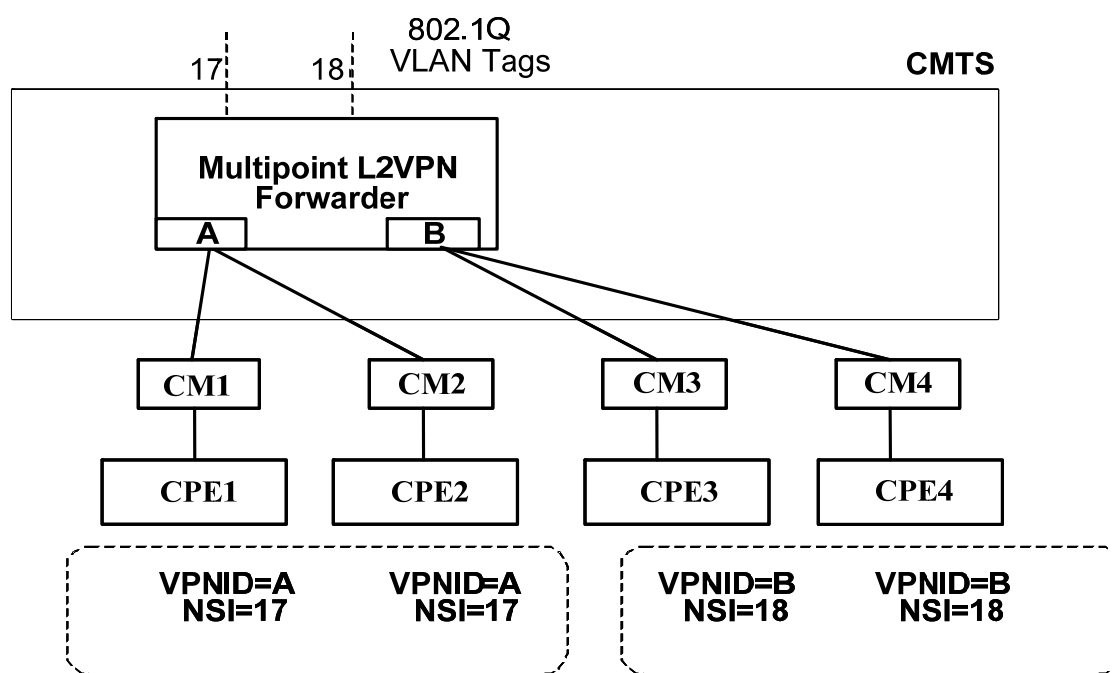 802.1Q
VLAN Tags
17
18
CMTS
Multipoint L2VPN
Forwarder
A
B
CM1
CM2
CM3
CM4
CPE1
CPE2
CPE3
CPE4
VPNID=A
NSI=17
VPNID=A
NSI=17
VPNID=B
NSI=18
VPNID=B
NSI=18